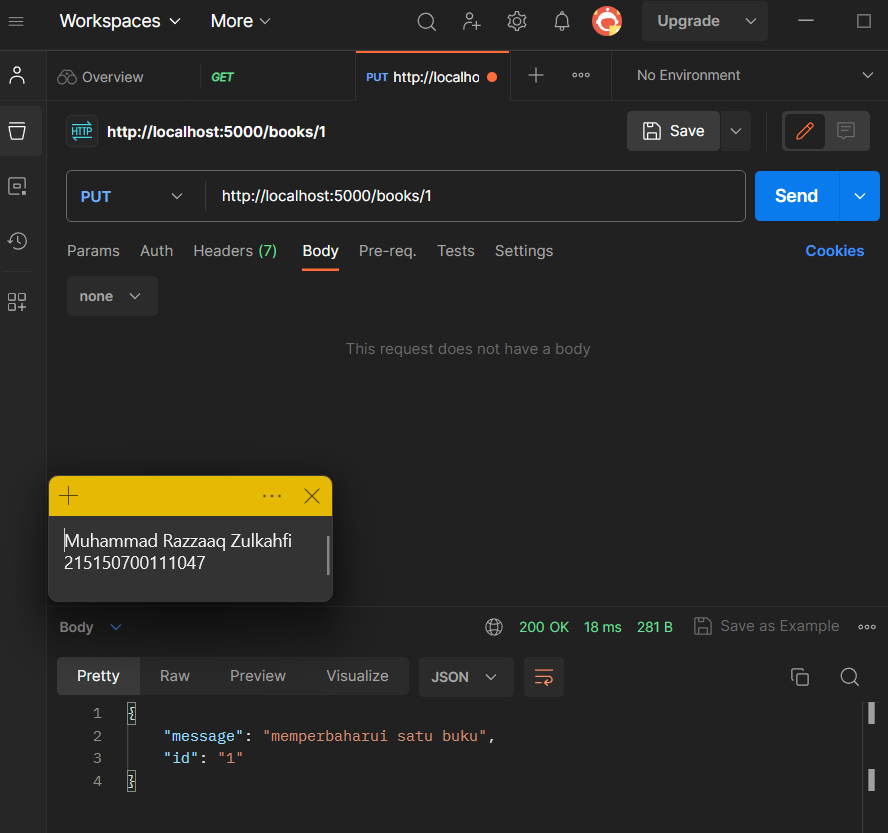 Workspaces More Upgrade
Overview GET PUT http://localho No Environment
HTTP http://localhost:5000/books/1 Save
PUT http://localhost:5000/books/1 Send
Params Auth Headers (7) Body Pre-req. Tests Settings Cookies
none
This request does not have a body
Muhammad Razzaaq Zulkahfi
215150700111047
Body 200 OK 18 ms 281 B Save as Example
Pretty Raw Preview Visualize JSON
1 {
2 "message": "memperbaharui satu buku",
3 "id": "1"
4 }